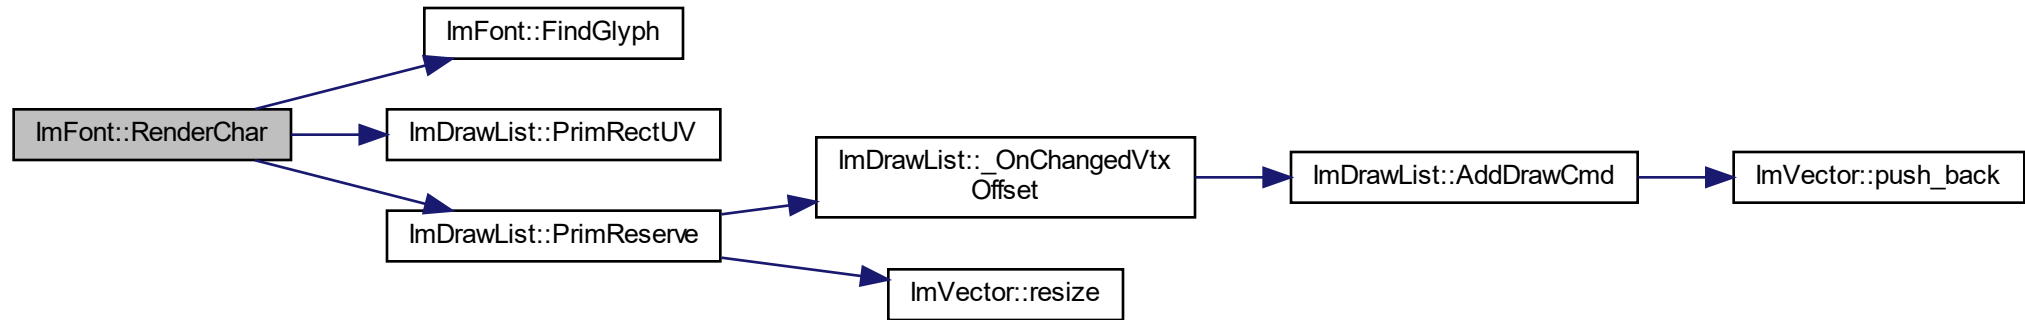 ImFont::FindGlyph
ImFont::RenderChar
ImDrawList::PrimRectUV
ImDrawList::_OnChangedVtx
Offset
ImDrawList::AddDrawCmd
ImVector::push_back
ImDrawList::PrimReserve
ImVector::resize